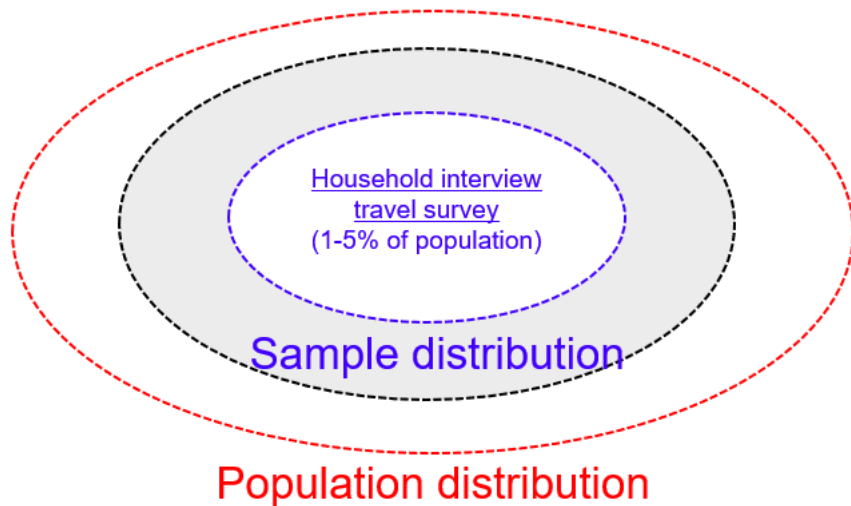 Household interview
travel survey
(1-5% of population)
Sample distribution
Population distribution